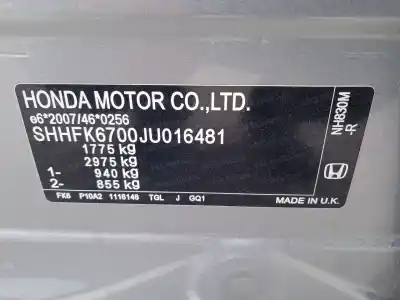 HONDA MOTOR CO.,LTD.
e6*2007/46*0256
SHHFK6700JU016481
1775 kg
2975 kg
1- 940 kg
2- 855 kg
FK6 P10A2 1116146 TGL J GQ1
NH830M
-R
MADE IN U.K.